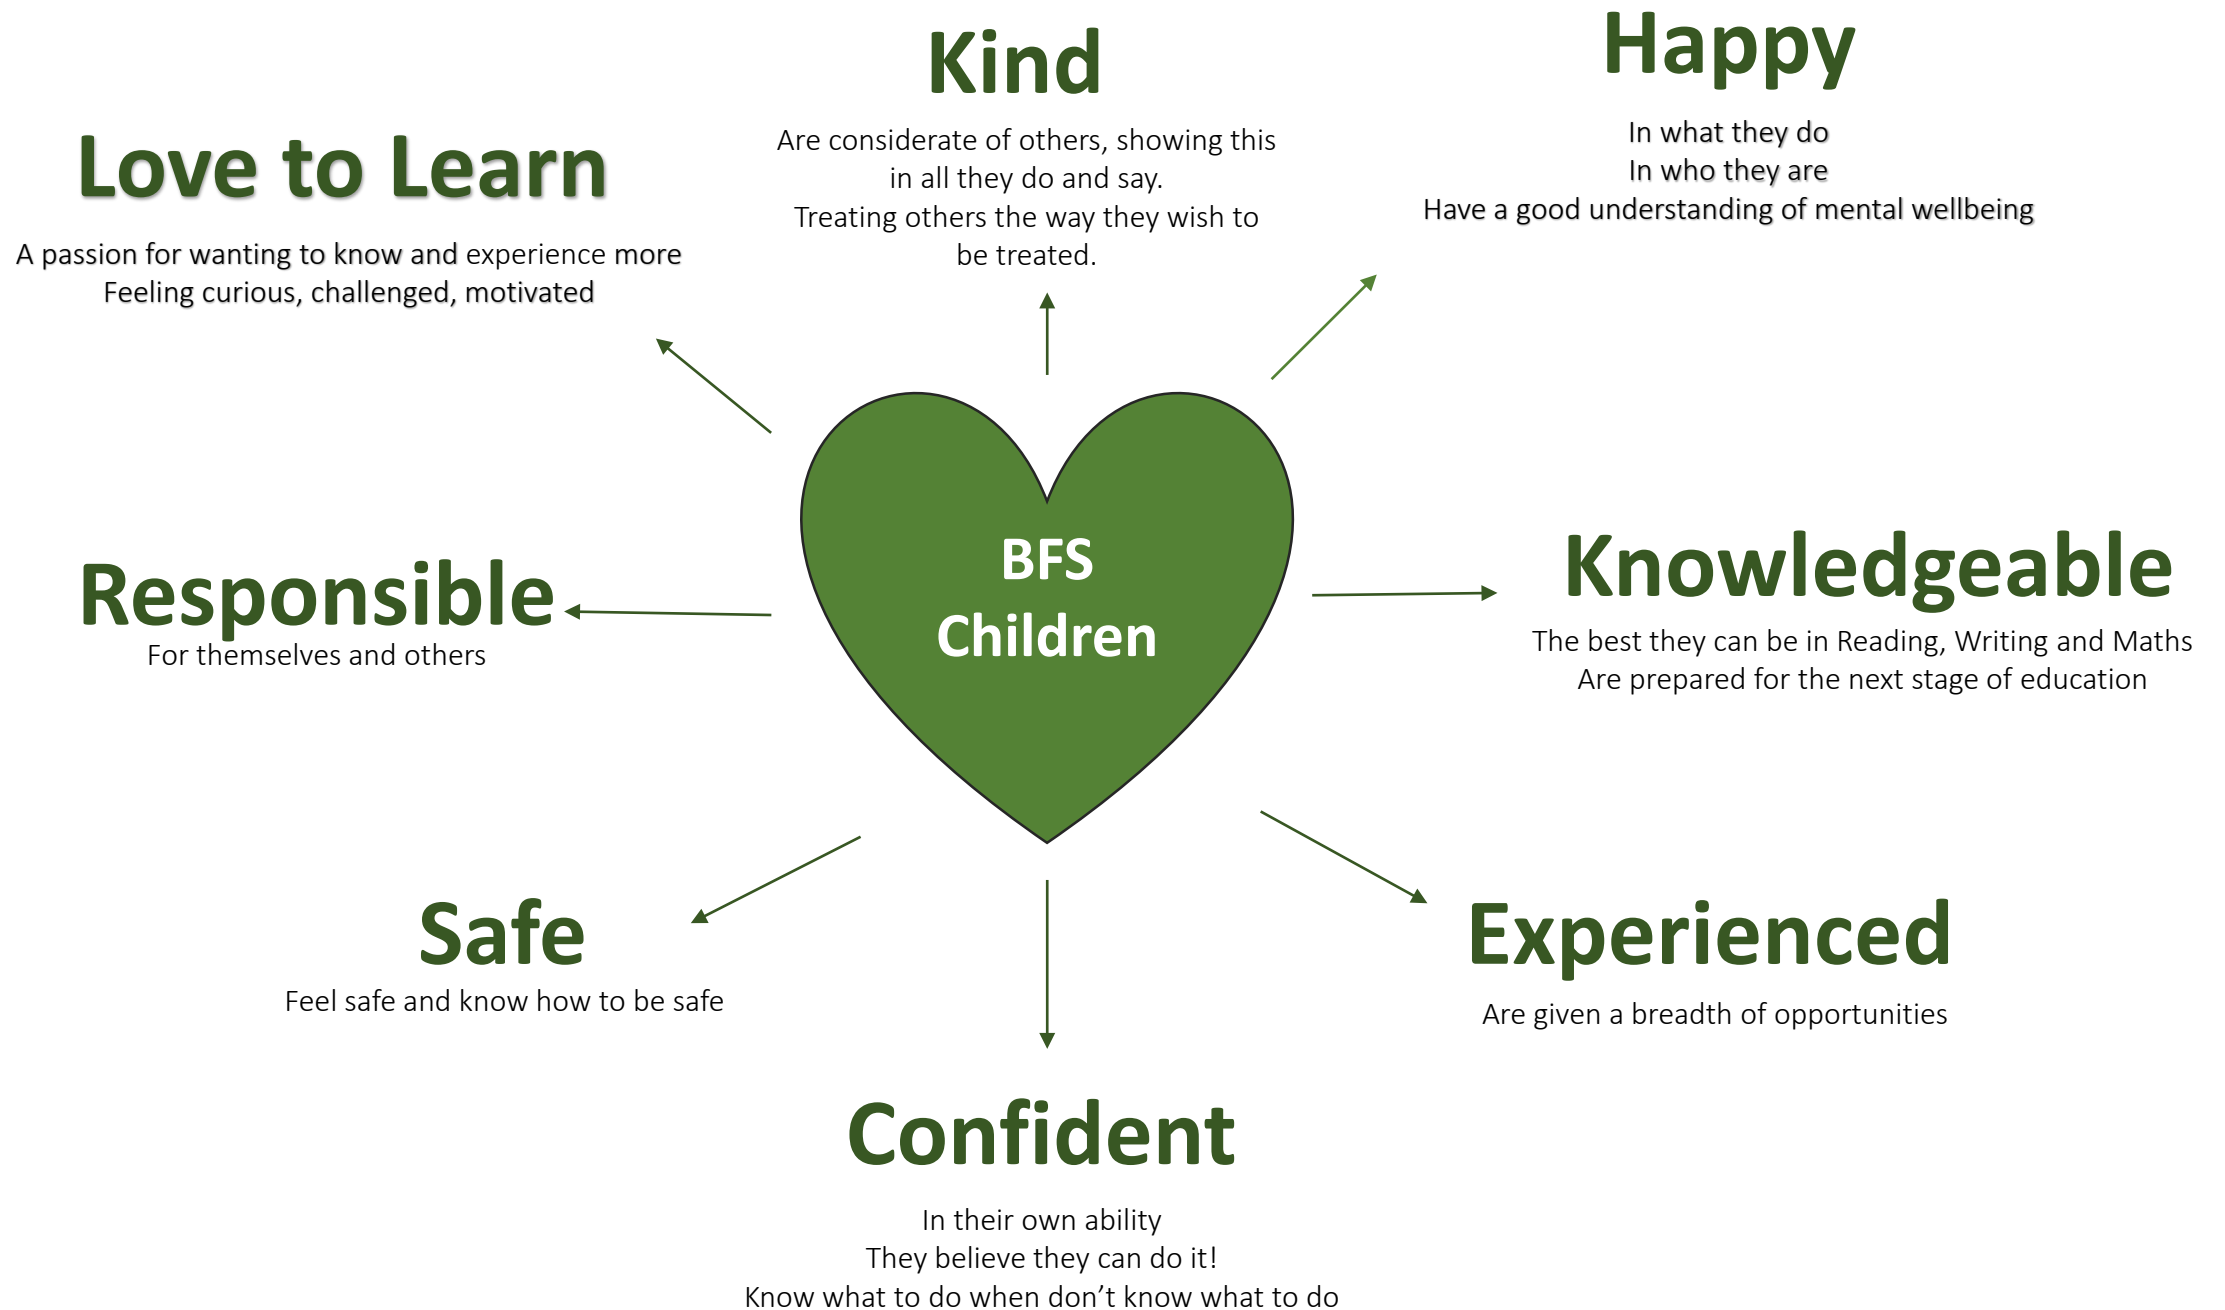 Kind
Are considerate of others, showing this
in all they do and say.
Treating others the way they wish to
be treated.
Happy
In what they do
In who they are
Have a good understanding of mental wellbeing
Love to Learn
A passion for wanting to know and experience more
Feeling curious, challenged, motivated
BFS
Children
Responsible
For themselves and others
Knowledgeable
The best they can be in Reading, Writing and Maths
Are prepared for the next stage of education
Safe
Feel safe and know how to be safe
Experienced
Are given a breadth of opportunities
Confident
In their own ability
They believe they can do it!
Know what to do when don’t know what to do